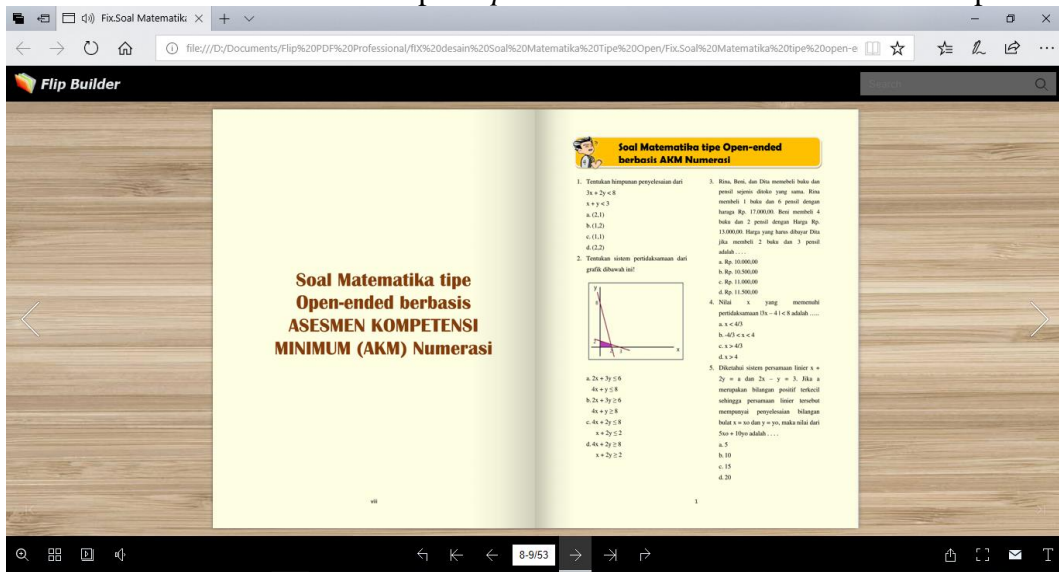 Fix.Soal Matematika
file:///D:/Documents/Flip%20PDF%20Professional/fIX%20desain%20Soal%20Matematika%20Tipe%20Open/Fix.Soal%20Matematika%20tipe%20open-e
Flip Builder
Search
Soal Matematika tipe
Open-ended berbasis
ASESMEN KOMPETENSI
MINIMUM (AKM) Numerasi
vii
Soal Matematika tipe Open-ended
berbasis AKM Numerasi
1. Tentukan himpunan penyelesaian dari
3x + 2y < 8
x + y < 3
a. (2,1)
b. (1,2)
c. (1,1)
d. (2,2)
2. Tentukan sistem pertidaksamaan dari
grafik dibawah ini!
y
8
2
2
3
x
a. 2x + 3y ≤ 6
4x + y ≤ 8
b. 2x + 3y ≥ 6
4x + y ≥ 8
c. 4x + 2y ≤ 8
x + 2y ≤ 2
d. 4x + 2y ≥ 8
x + 2y ≥ 2
3. Rina, Beni, dan Dita memebeli buku dan
pensil sejenis ditoko yang sama. Rina
membeli 1 buku dan 6 pensil dengan
haraga Rp. 17.000,00. Beni membeli 4
buku dan 2 pensil dengan Harga Rp.
13.000,00. Harga yang harus dibayar Dita
jika membeli 2 buku dan 3 pensil
adalah . . . .
a. Rp. 10.000,00
b. Rp. 10.500,00
c. Rp. 11.000,00
d. Rp. 11.500,00
4. Nilai x yang memenuhi
pertidaksamaan |3x – 4 | < 8 adalah .....
a. x < 4/3
b. -4/3 < x < 4
c. x > 4/3
d. x > 4
5. Diketahui sistem persamaan linier x +
2y = a dan 2x – y = 3. Jika a
merupakan bilangan positif terkecil
sehingga persamaan linier tersebut
mempunyai penyelesaian bilangan
bulat x = xo dan y = yo, maka nilai dari
5xo + 10yo adalah . . . .
a. 5
b. 10
c. 15
d. 20
1
8-9/53